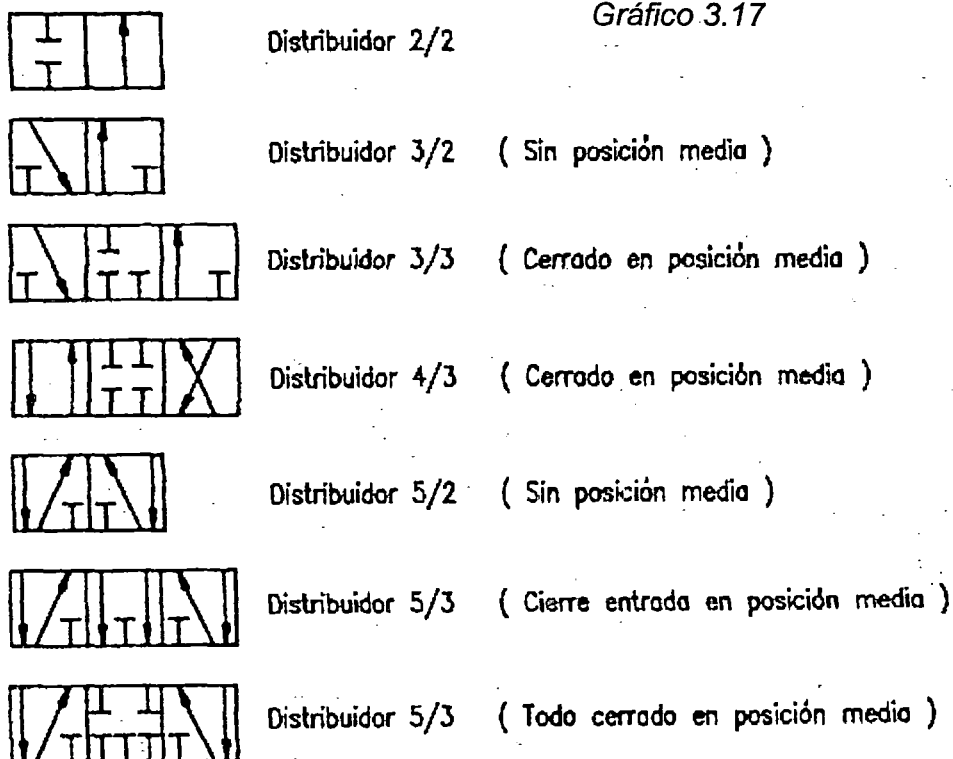 Gráfico 3.17
Distribuidor 2/2
Distribuidor 3/2 ( Sin posición media )
Distribuidor 3/3 ( Cerrado en posición media )
Distribuidor 4/3 ( Cerrado en posición media )
Distribuidor 5/2 ( Sin posición media )
Distribuidor 5/3 ( Cierre entrada en posición media )
Distribuidor 5/3 ( Todo cerrado en posición media )